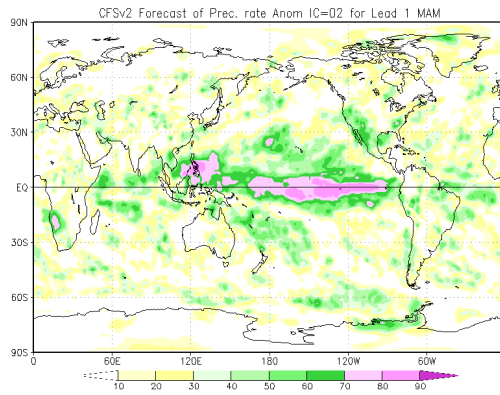 CFSv2 Forecast of Prec. rate Anom IC=02 for Lead 1 MAM
90N
60N
30N
EQ
30S
60S
90S
0 60E 120E 180 120W 60W
10 20 30 40 50 60 70 80 90